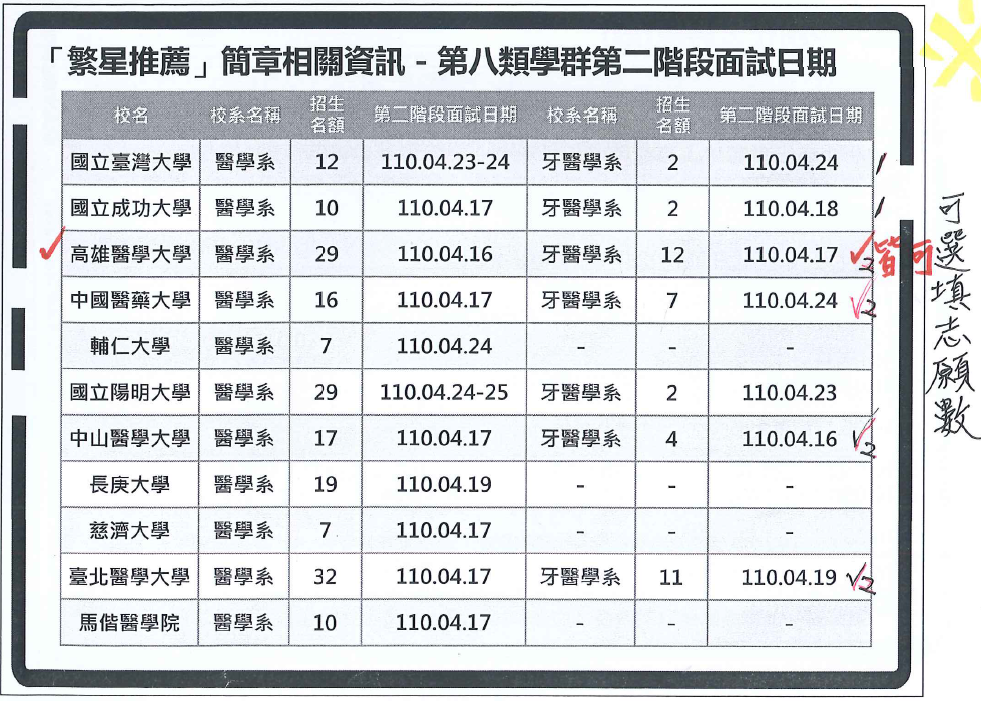 「繁星推薦」簡章相關資訊 - 第八類學群第二階段面試日期
校名 校系名稱 招生名額 第二階段面試日期 校系名稱 招生名額 第二階段面試日期
國立臺灣大學 醫學系 12 110.04.23-24 牙醫學系 2 110.04.24 1
國立成功大學 醫學系 10 110.04.17 牙醫學系 2 110.04.18 1
✓ 高雄醫學大學 醫學系 29 110.04.16 牙醫學系 12 110.04.17 ✓2 皆可
中國醫藥大學 醫學系 16 110.04.17 牙醫學系 7 110.04.24 ✓2
輔仁大學 醫學系 7 110.04.24 - - -
國立陽明大學 醫學系 29 110.04.24-25 牙醫學系 2 110.04.23
中山醫學大學 醫學系 17 110.04.17 牙醫學系 4 110.04.16 ✓2
長庚大學 醫學系 19 110.04.19 - - -
慈濟大學 醫學系 7 110.04.17 - - -
臺北醫學大學 醫學系 32 110.04.17 牙醫學系 11 110.04.19 ✓2
馬偕醫學院 醫學系 10 110.04.17 - -
可選填志願數